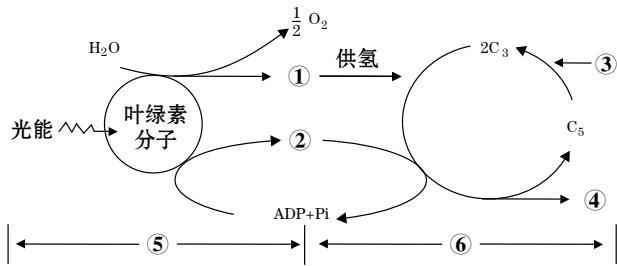 H₂O
½ O₂
① 供氢
2C₃
③
光能
叶绿素
分子
②
C₅
④
ADP+Pi
⑤
⑥